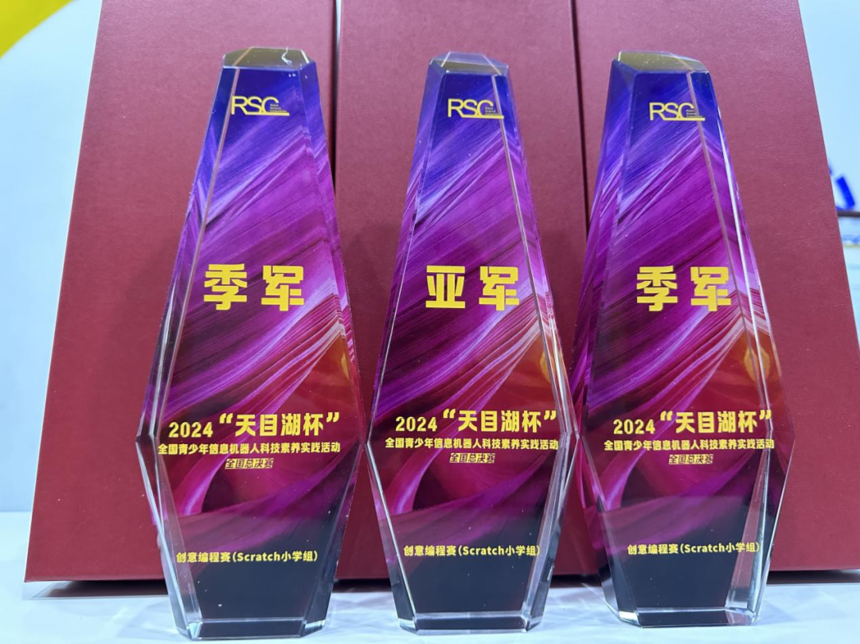 RSC
季军
2024“天目湖杯”
全国青少年信息机器人科技素养实践活动
全国总决赛
创意编程赛(Scratch小学组)
RSC
亚军
2024“天目湖杯”
全国青少年信息机器人科技素养实践活动
全国总决赛
创意编程赛(Scratch小学组)
RSC
季军
2024“天目湖杯”
全国青少年信息机器人科技素养实践活动
全国总决赛
创意编程赛(Scratch小学组)